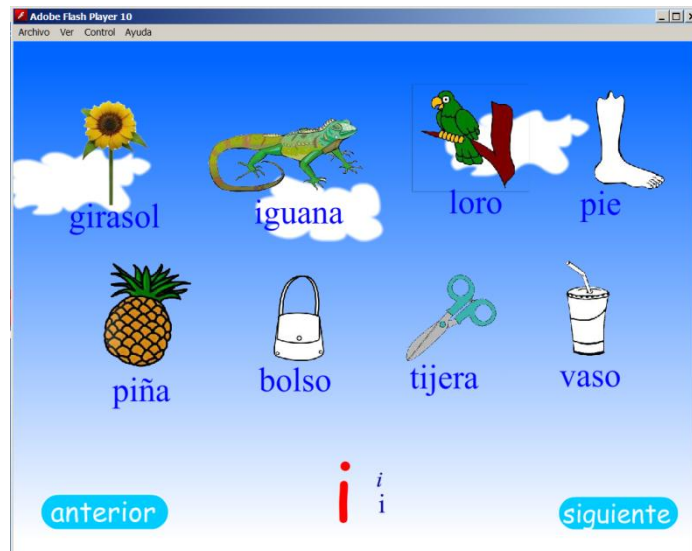 Adobe Flash Player 10
Archivo Ver Control Ayuda
girasol iguana loro pie
piña bolso tijera vaso
i
i
i
anterior siguiente